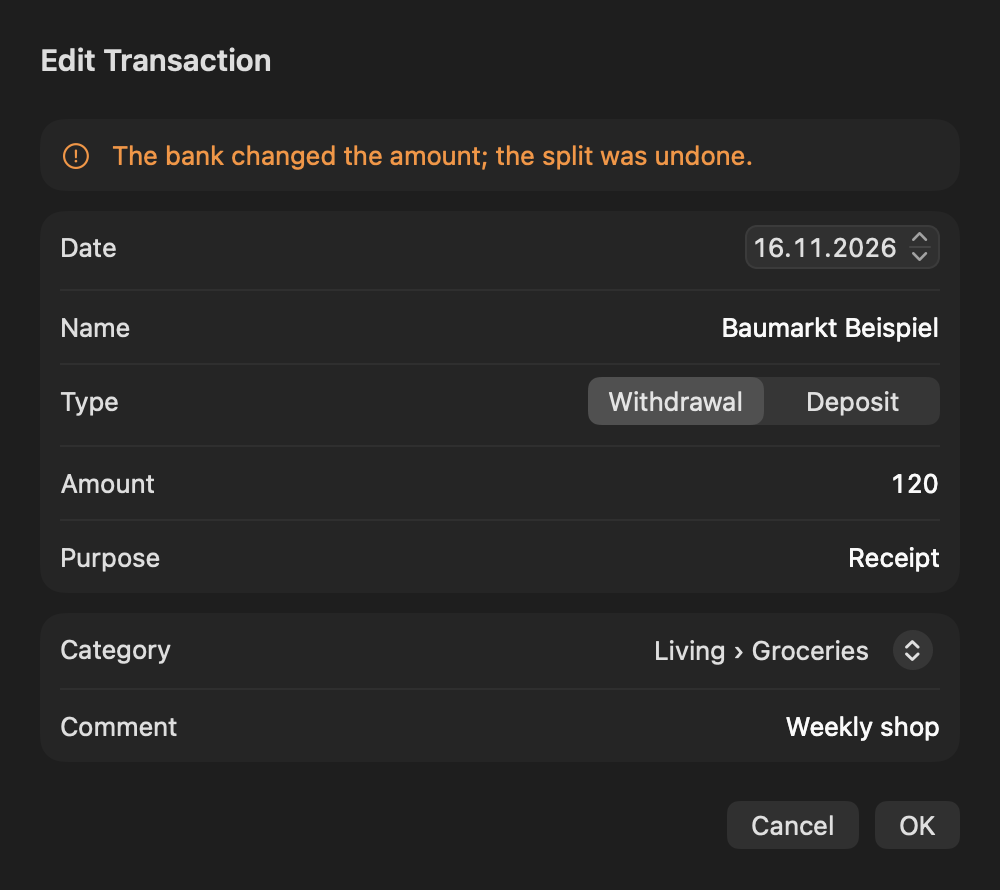 Edit Transaction
The bank changed the amount; the split was undone.
Date 16.11.2026
Name Baumarkt Beispiel
Type Withdrawal Deposit
Amount 120
Purpose Receipt
Category Living › Groceries
Comment Weekly shop
Cancel OK